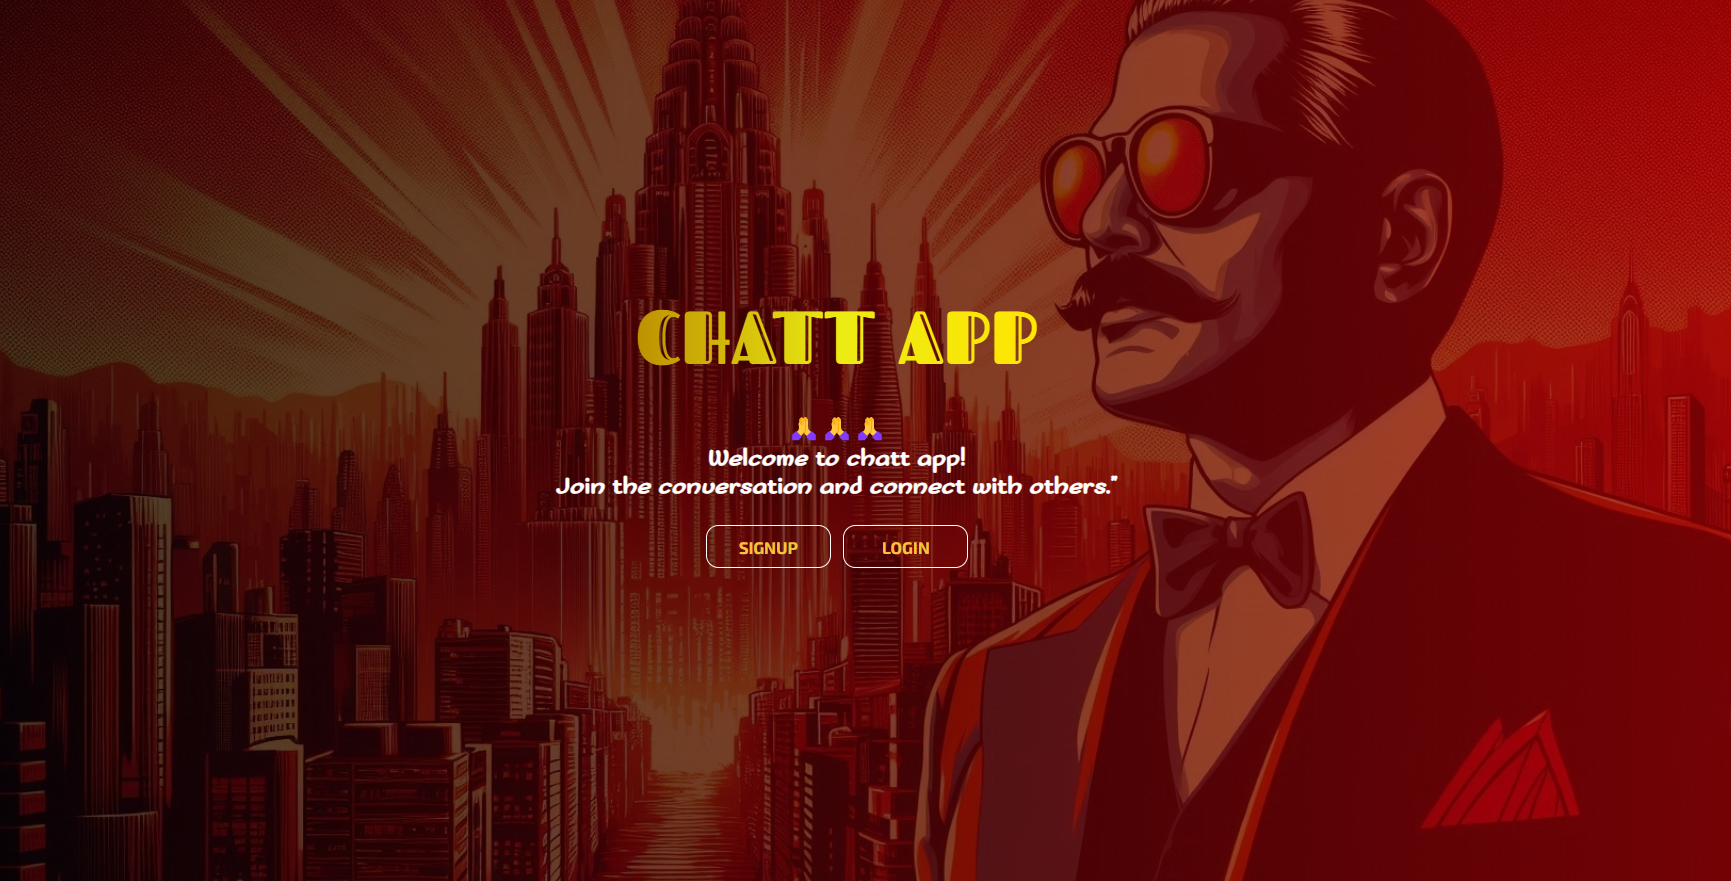 CHATT APP
🙏 🙏 🙏
Welcome to chatt app!
Join the conversation and connect with others."
SIGNUP LOGIN